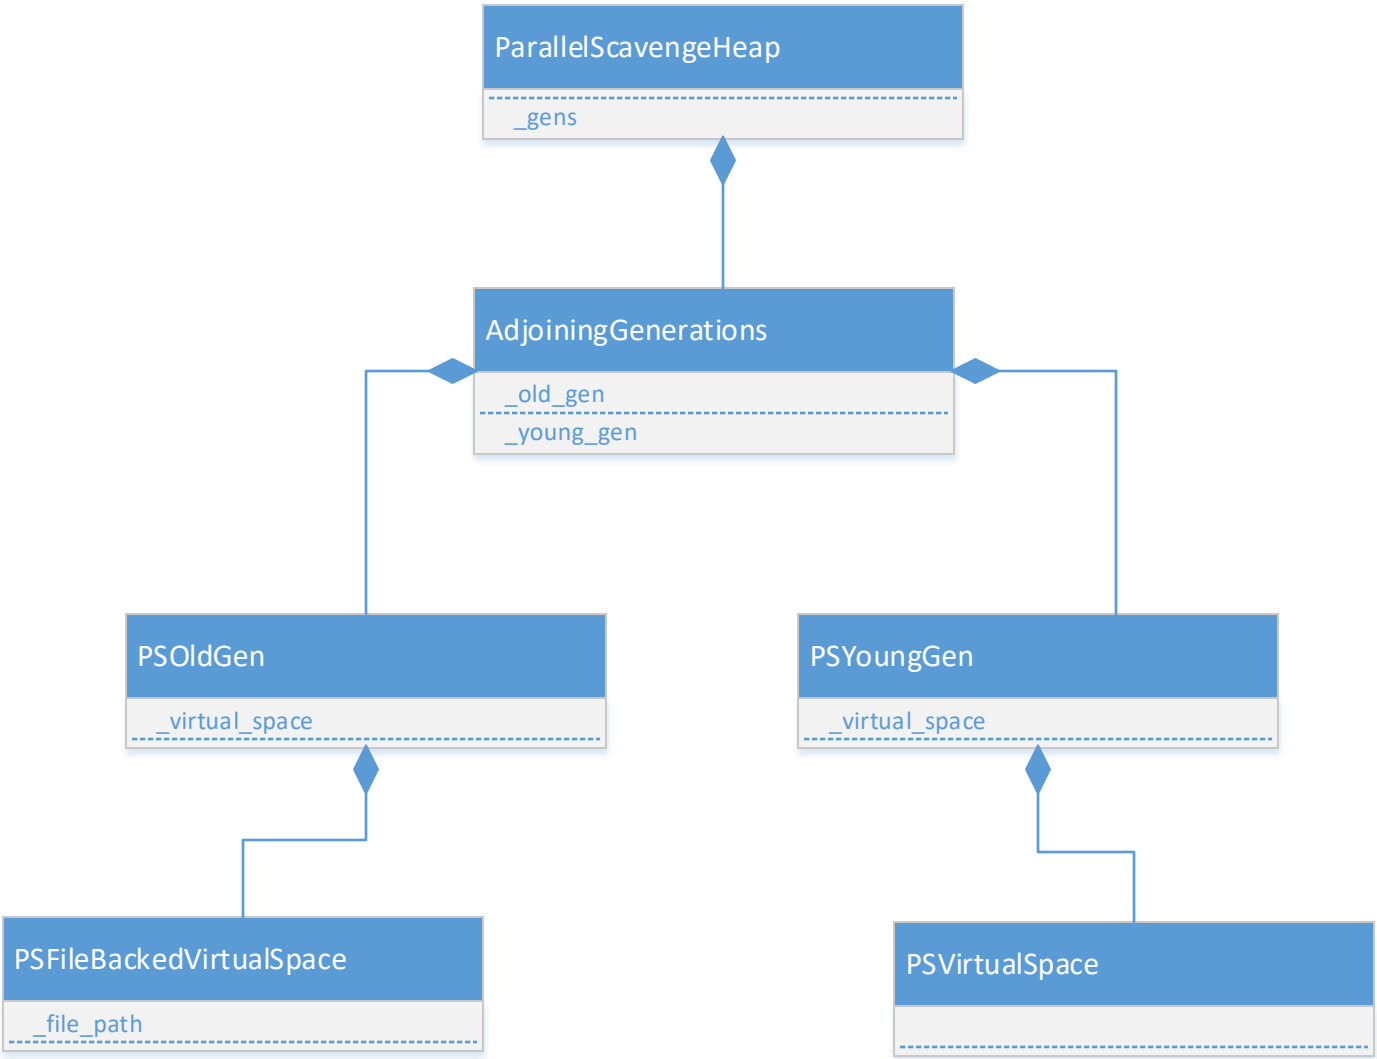 ParallelScavengeHeap
_gens
AdjoiningGenerations
_old_gen
_young_gen
PSOldGen
_virtual_space
PSYoungGen
_virtual_space
PSFileBackedVirtualSpace
_file_path
PSVirtualSpace